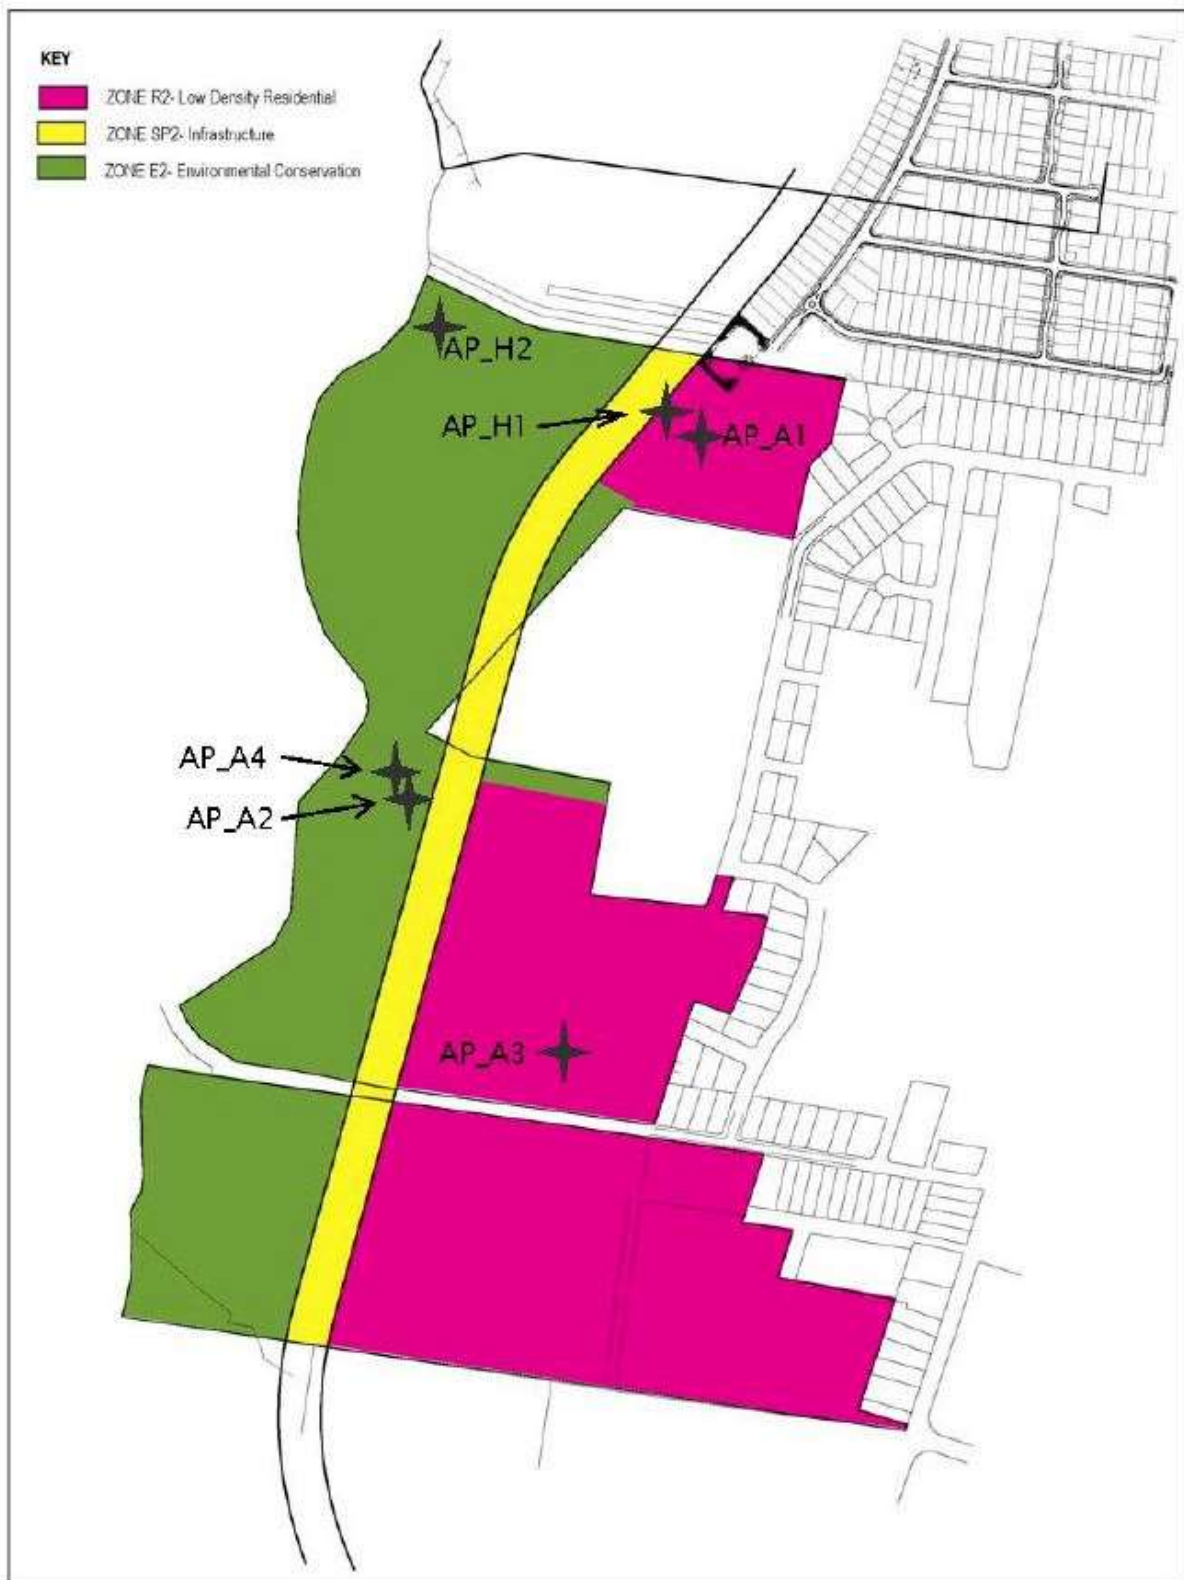 KEY
ZONE R2- Low Density Residential
ZONE SP2- Infrastructure
ZONE E2- Environmental Conservation
AP_H2
AP_H1
AP_A1
AP_A4
AP_A2
AP_A3